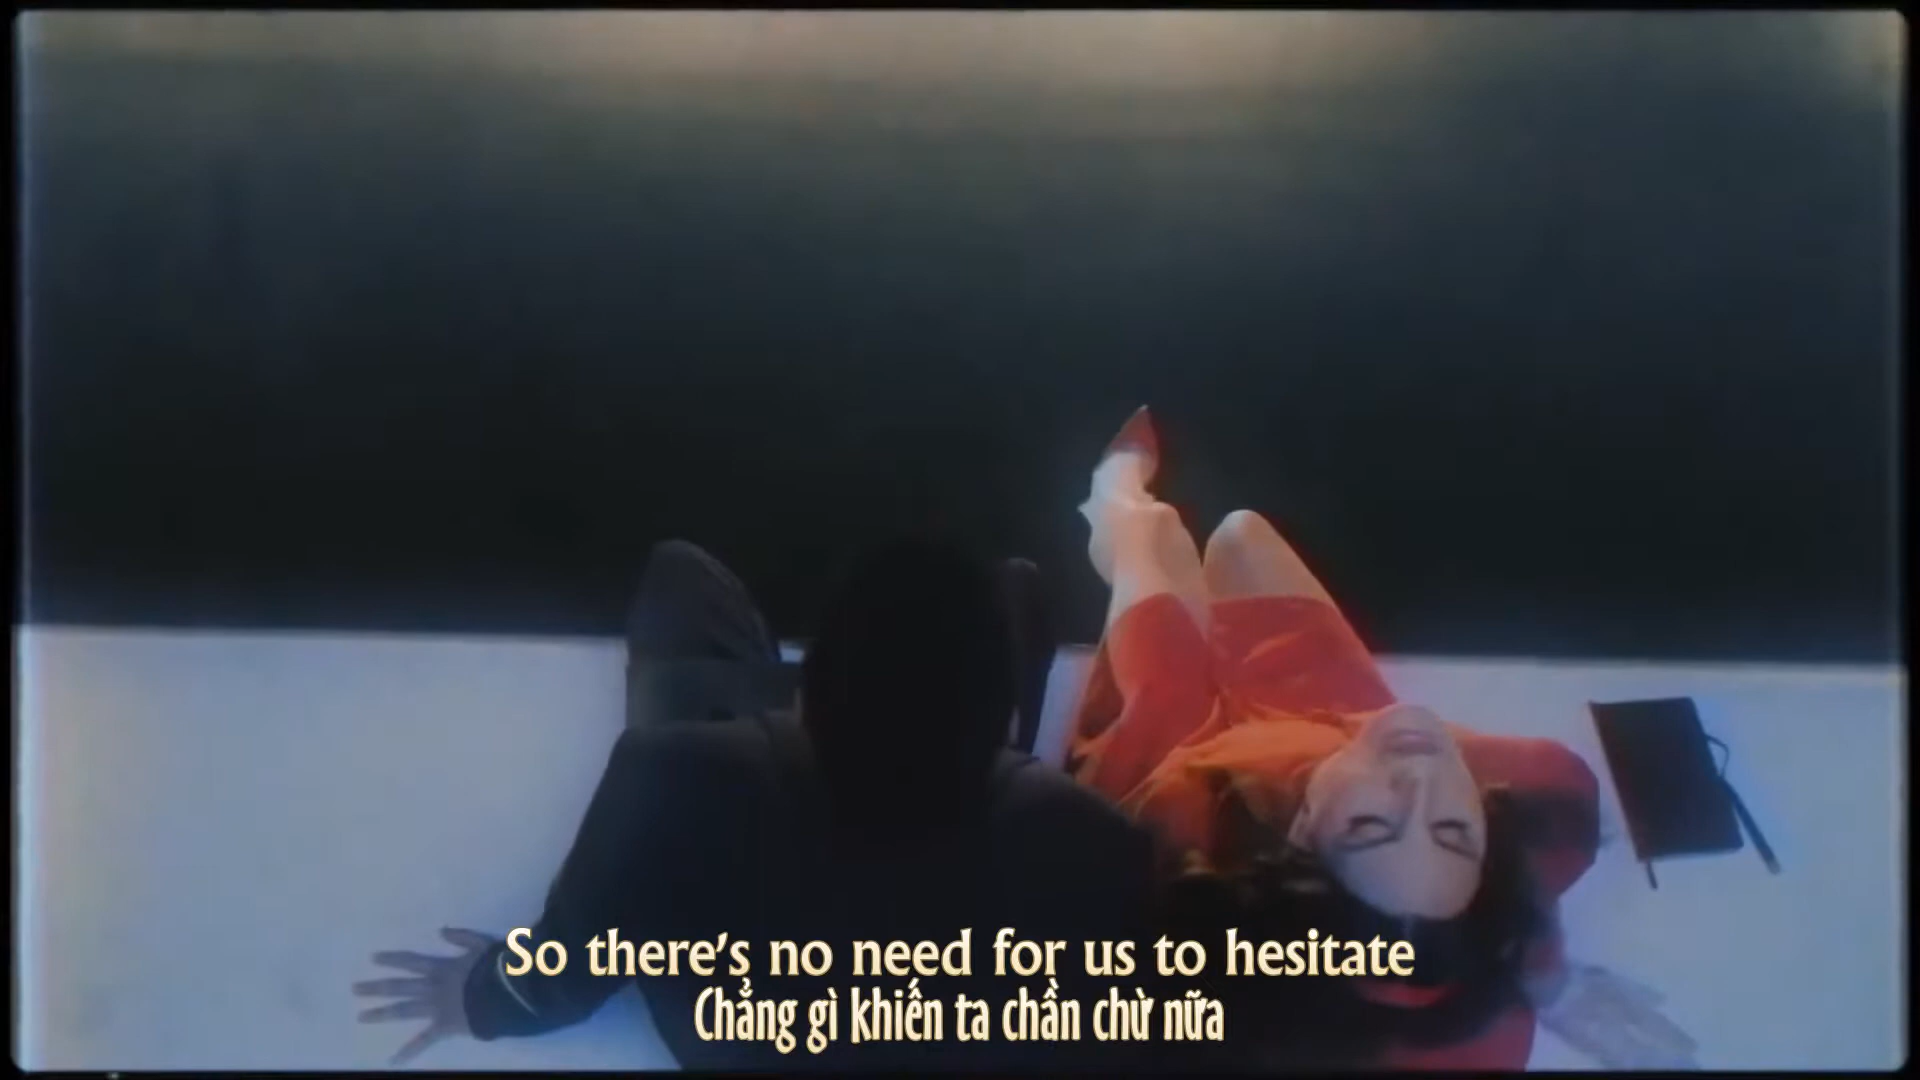 So there's no need for us to hesitate
Chẳng gì khiến ta chần chừ nữa